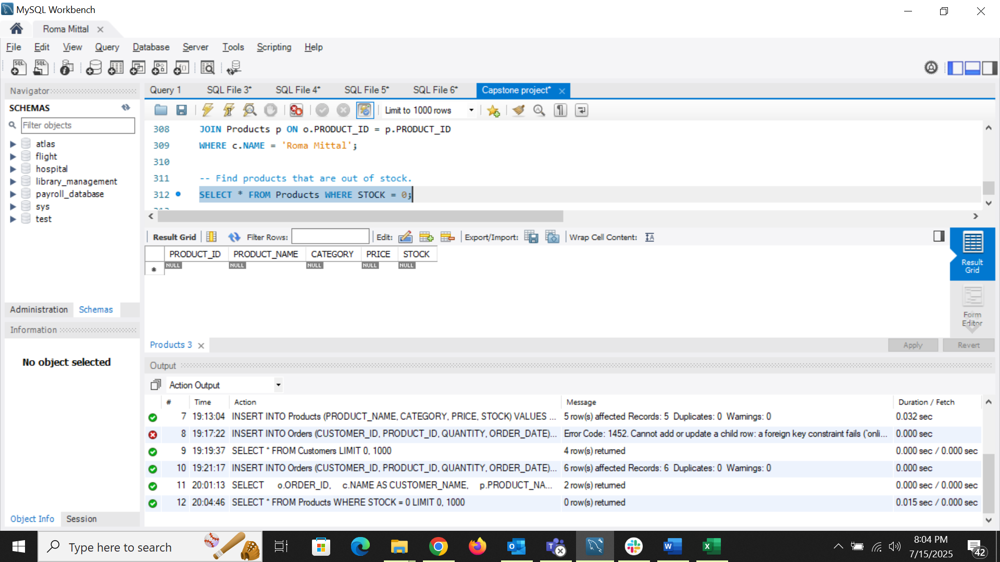 MySQL Workbench
Roma Mittal
File Edit View Query Database Server Tools Scripting Help
Navigator
SCHEMAS
Filter objects
atlas
flight
hospital
library_management
payroll_database
sys
test
Administration Schemas
Information
No object selected
Object Info Session
Query 1 SQL File 3* SQL File 4* SQL File 5* SQL File 6* Capstone project*
Limit to 1000 rows
308 JOIN Products p ON o.PRODUCT_ID = p.PRODUCT_ID
309 WHERE c.NAME = 'Roma Mittal';
310
311 -- Find products that are out of stock.
312 SELECT * FROM Products WHERE STOCK = 0;
Result Grid Filter Rows: Edit: Export/Import: Wrap Cell Content:
PRODUCT_ID PRODUCT_NAME CATEGORY PRICE STOCK
NULL NULL NULL NULL NULL
Result
Grid
Form
Editor
Products 3
Apply Revert
Output
Action Output
# Time Action Message Duration / Fetch
7 19:13:04 INSERT INTO Products (PRODUCT_NAME, CATEGORY, PRICE, STOCK) VALUES ... 5 row(s) affected Records: 5 Duplicates: 0 Warnings: 0 0.032 sec
8 19:17:22 INSERT INTO Orders (CUSTOMER_ID, PRODUCT_ID, QUANTITY, ORDER_DATE)... Error Code: 1452. Cannot add or update a child row: a foreign key constraint fails (`onli... 0.000 sec
9 19:19:37 SELECT * FROM Customers LIMIT 0, 1000 4 row(s) returned 0.000 sec / 0.000 sec
10 19:21:17 INSERT INTO Orders (CUSTOMER_ID, PRODUCT_ID, QUANTITY, ORDER_DATE)... 6 row(s) affected Records: 6 Duplicates: 0 Warnings: 0 0.000 sec
11 20:01:13 SELECT o.ORDER_ID, c.NAME AS CUSTOMER_NAME, p.PRODUCT_NA... 2 row(s) returned 0.000 sec / 0.000 sec
12 20:04:46 SELECT * FROM Products WHERE STOCK = 0 LIMIT 0, 1000 0 row(s) returned 0.015 sec / 0.000 sec
Type here to search
8:04 PM
7/15/2025
42